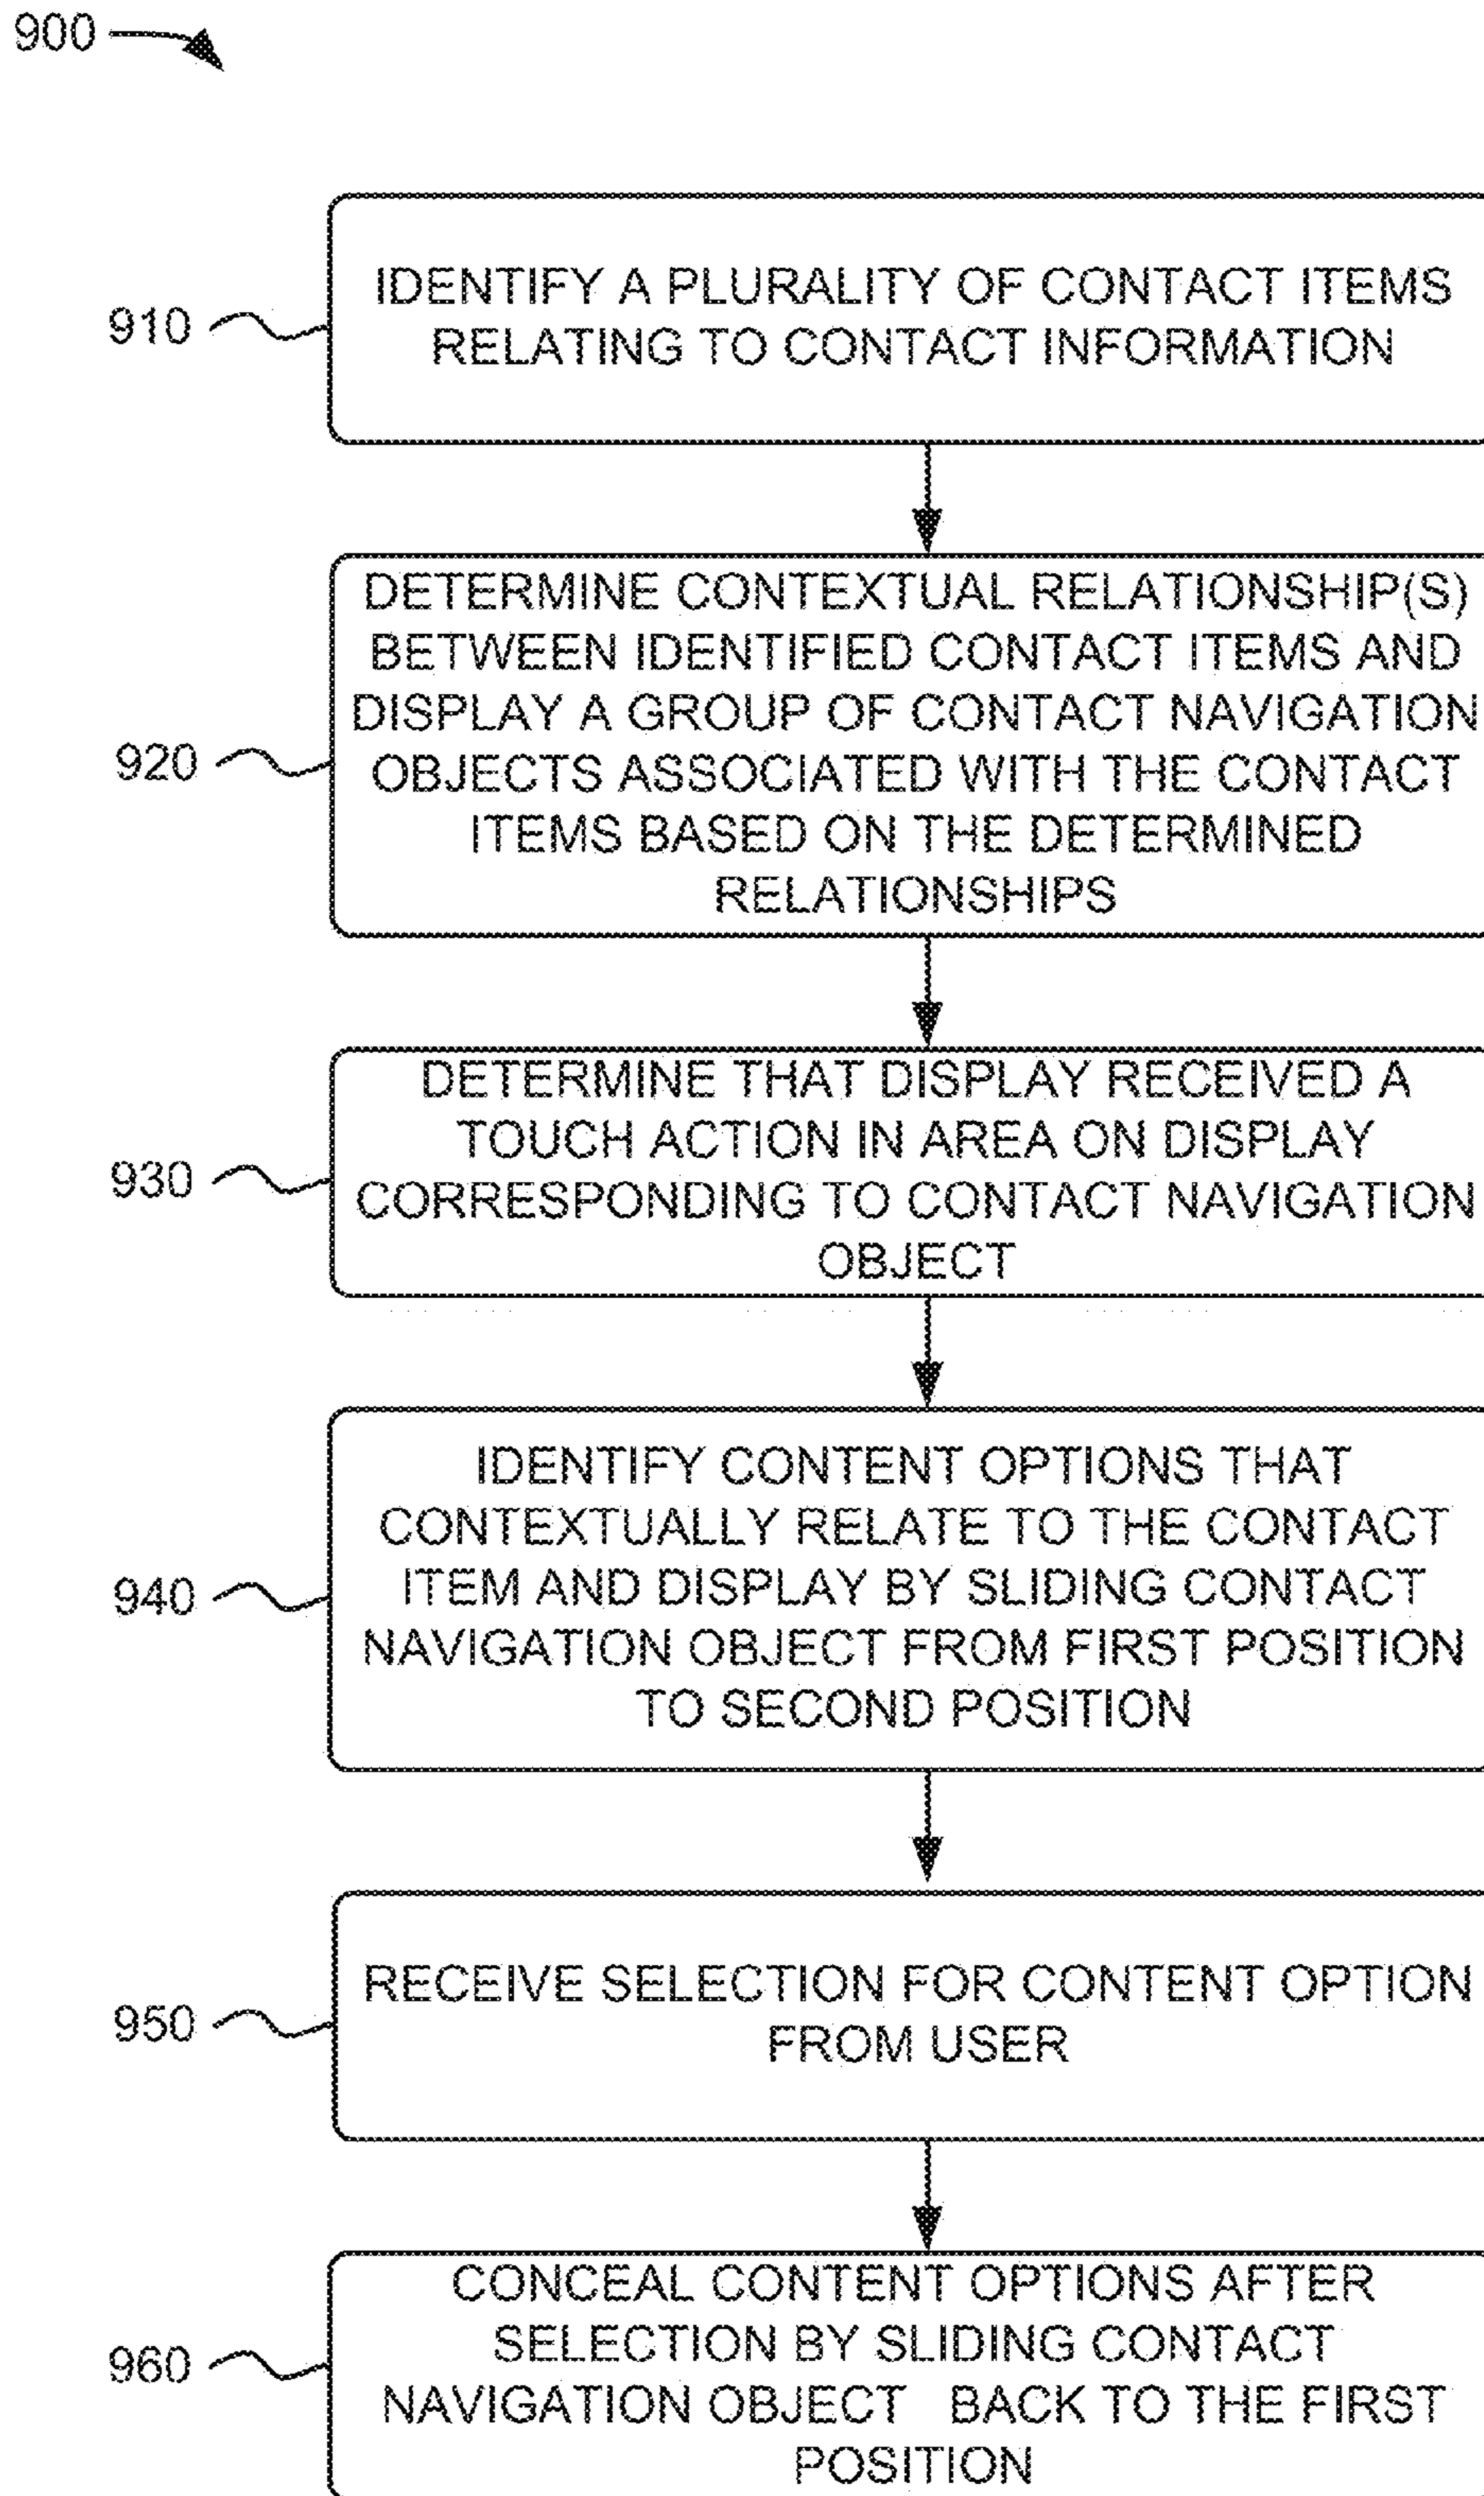 900
910
IDENTIFY A PLURALITY OF CONTACT ITEMS
RELATING TO CONTACT INFORMATION
920
DETERMINE CONTEXTUAL RELATIONSHIP(S)
BETWEEN IDENTIFIED CONTACT ITEMS AND
DISPLAY A GROUP OF CONTACT NAVIGATION
OBJECTS ASSOCIATED WITH THE CONTACT
ITEMS BASED ON THE DETERMINED
RELATIONSHIPS
930
DETERMINE THAT DISPLAY RECEIVED A
TOUCH ACTION IN AREA ON DISPLAY
CORRESPONDING TO CONTACT NAVIGATION
OBJECT
940
IDENTIFY CONTENT OPTIONS THAT
CONTEXTUALLY RELATE TO THE CONTACT
ITEM AND DISPLAY BY SLIDING CONTACT
NAVIGATION OBJECT FROM FIRST POSITION
TO SECOND POSITION
950
RECEIVE SELECTION FOR CONTENT OPTION
FROM USER
960
CONCEAL CONTENT OPTIONS AFTER
SELECTION BY SLIDING CONTACT
NAVIGATION OBJECT BACK TO THE FIRST
POSITION